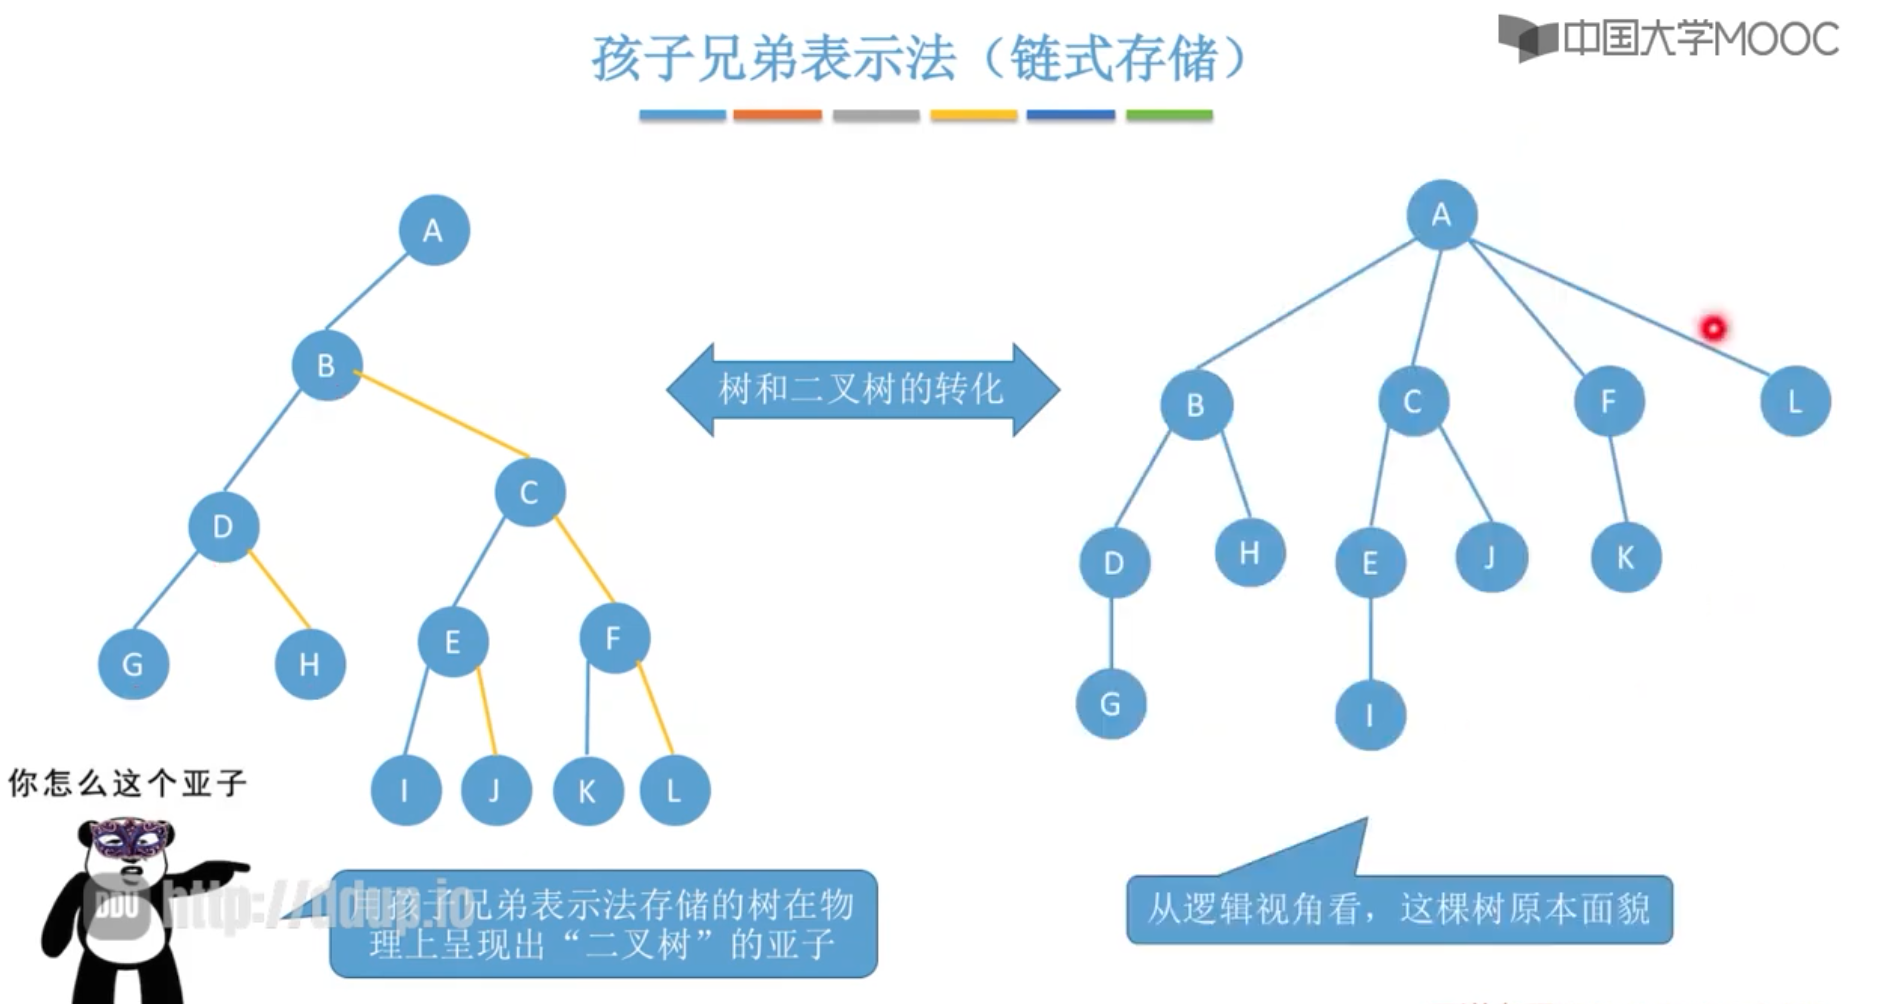 孩子兄弟表示法（链式存储）
中国大学MOOC
A
B
C
D
E
F
G
H
I
J
K
L
树和二叉树的转化
A
B
C
F
L
D
H
E
J
K
G
I
你怎么这个亚子
用孩子兄弟表示法存储的树在物
理上呈现出“二叉树”的亚子
从逻辑视角看，这棵树原本面貌
DDU http://ddup.io